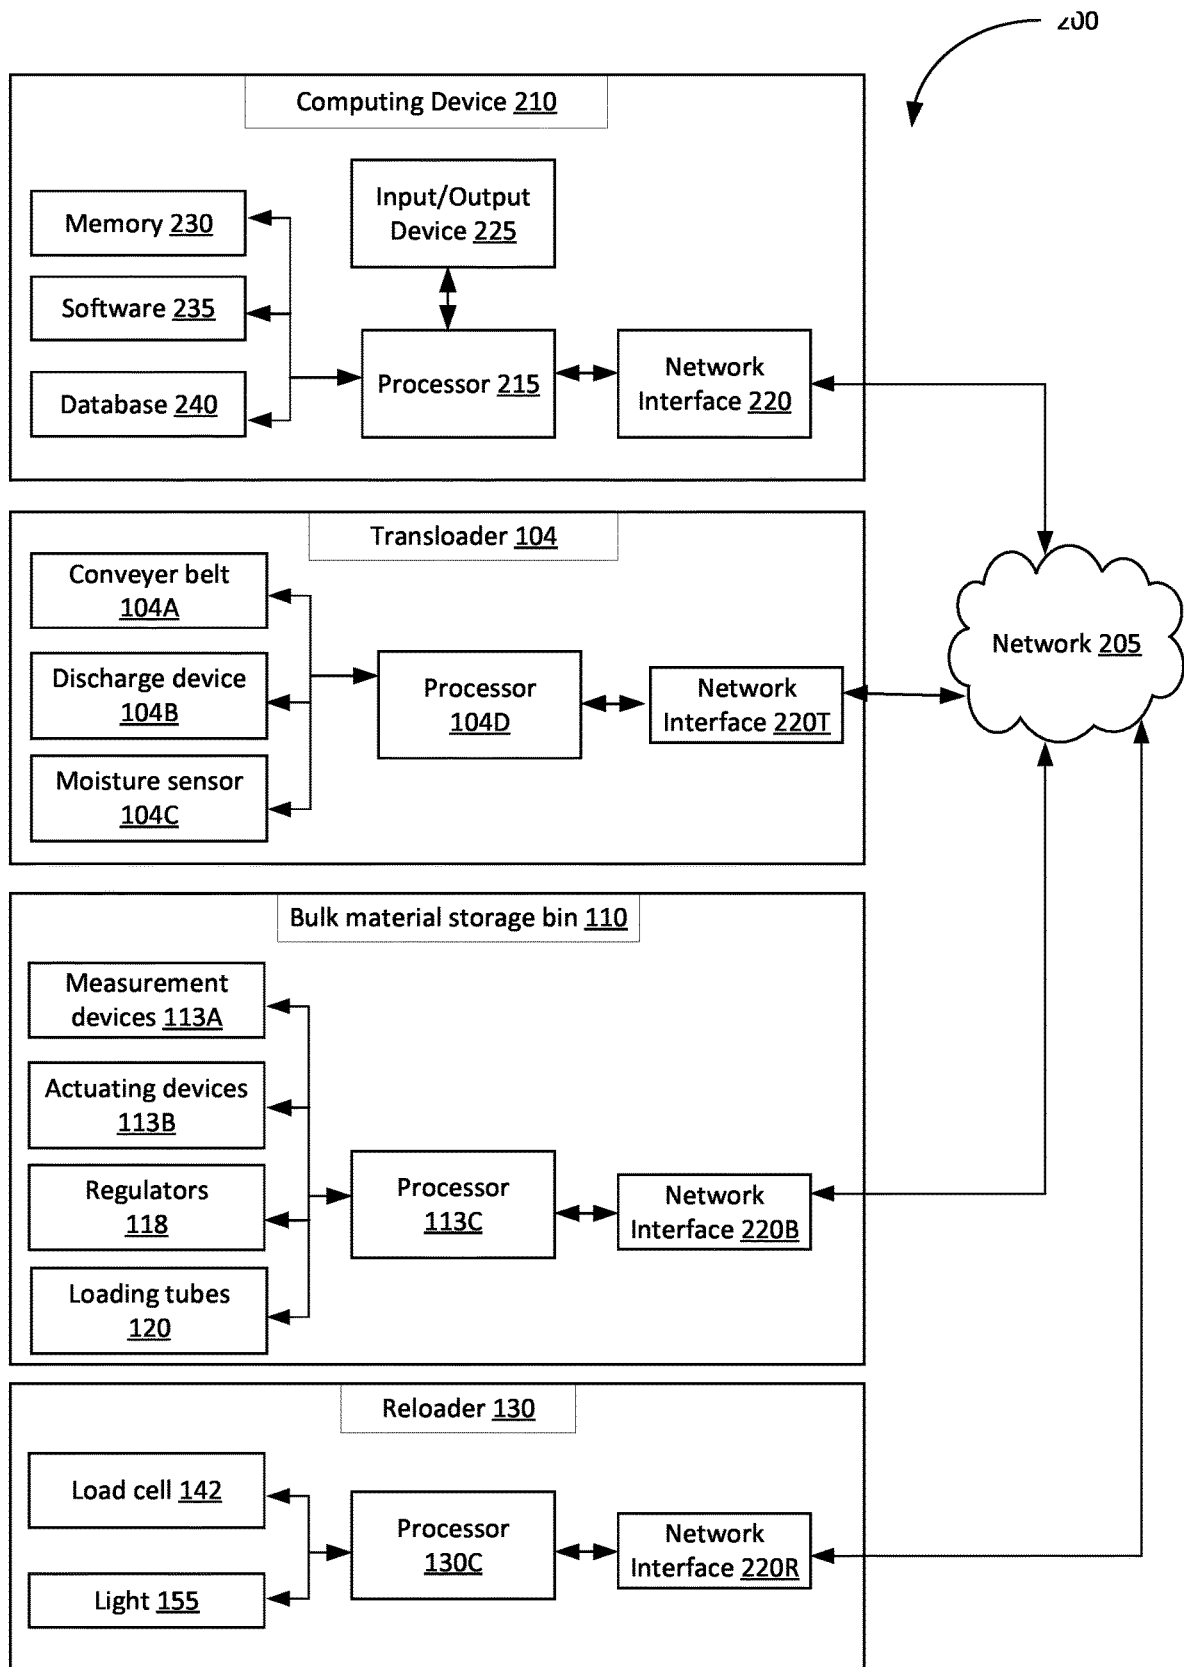 200
Computing Device 210
Input/Output
Device 225
Memory 230
Software 235
Database 240
Processor 215
Network
Interface 220
Transloader 104
Conveyer belt
104A
Discharge device
104B
Moisture sensor
104C
Processor
104D
Network
Interface 220T
Network 205
Bulk material storage bin 110
Measurement
devices 113A
Actuating devices
113B
Regulators
118
Loading tubes
120
Processor
113C
Network
Interface 220B
Reloader 130
Load cell 142
Light 155
Processor
130C
Network
Interface 220R